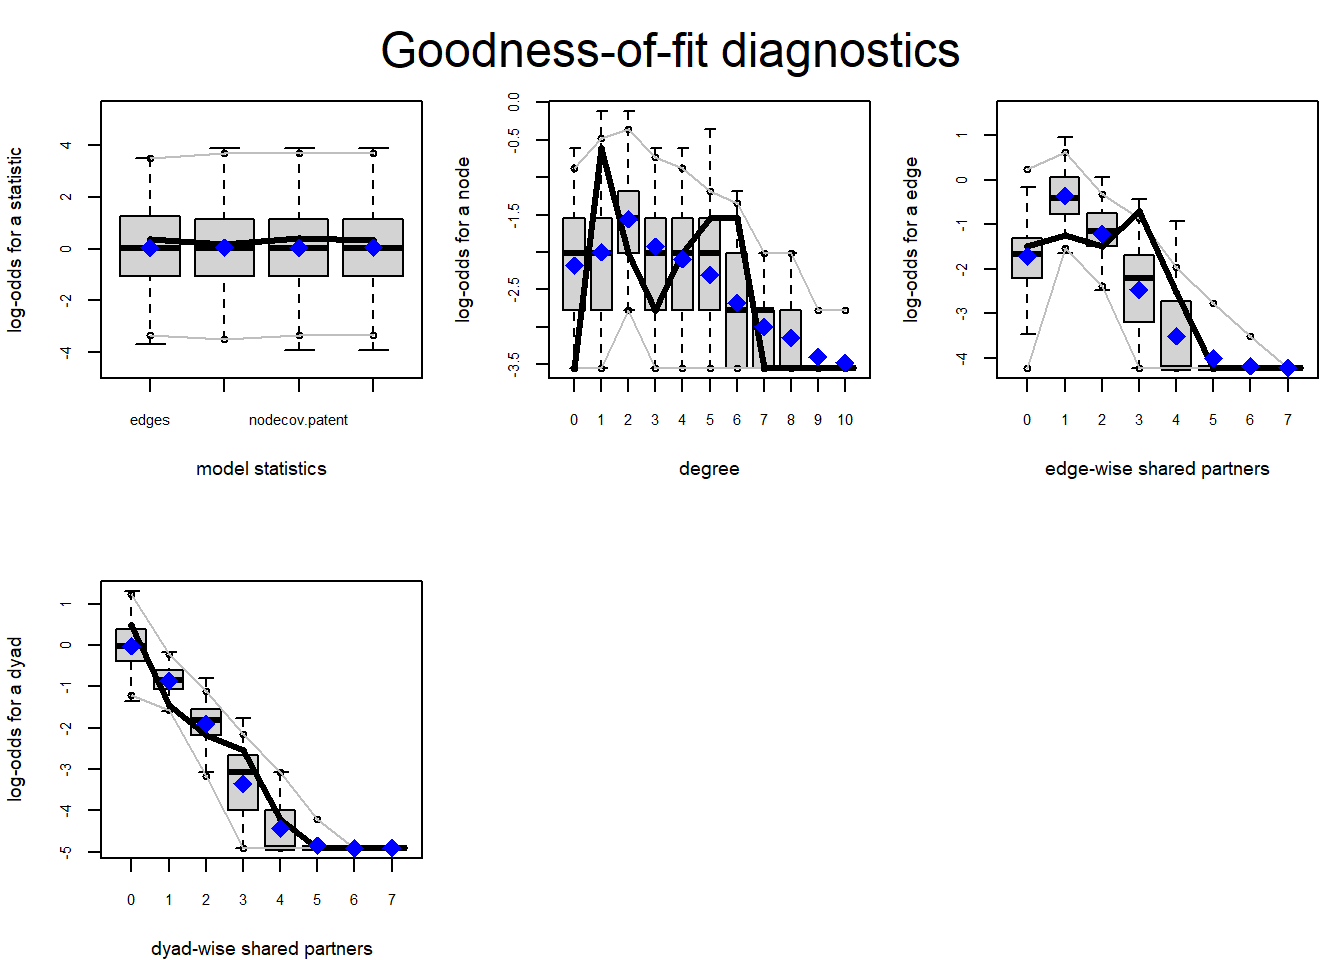 Goodness-of-fit diagnostics
log-odds for a statistic
4
2
0
-2
-4
edges nodecov.patent
model statistics
log-odds for a node
0.0
-0.5
-1.5
-2.5
-3.5
0 1 2 3 4 5 6 7 8 9 10
degree
log-odds for a edge
1
0
-1
-2
-3
-4
0 1 2 3 4 5 6 7
edge-wise shared partners
log-odds for a dyad
1
0
-1
-2
-3
-4
-5
0 1 2 3 4 5 6 7
dyad-wise shared partners